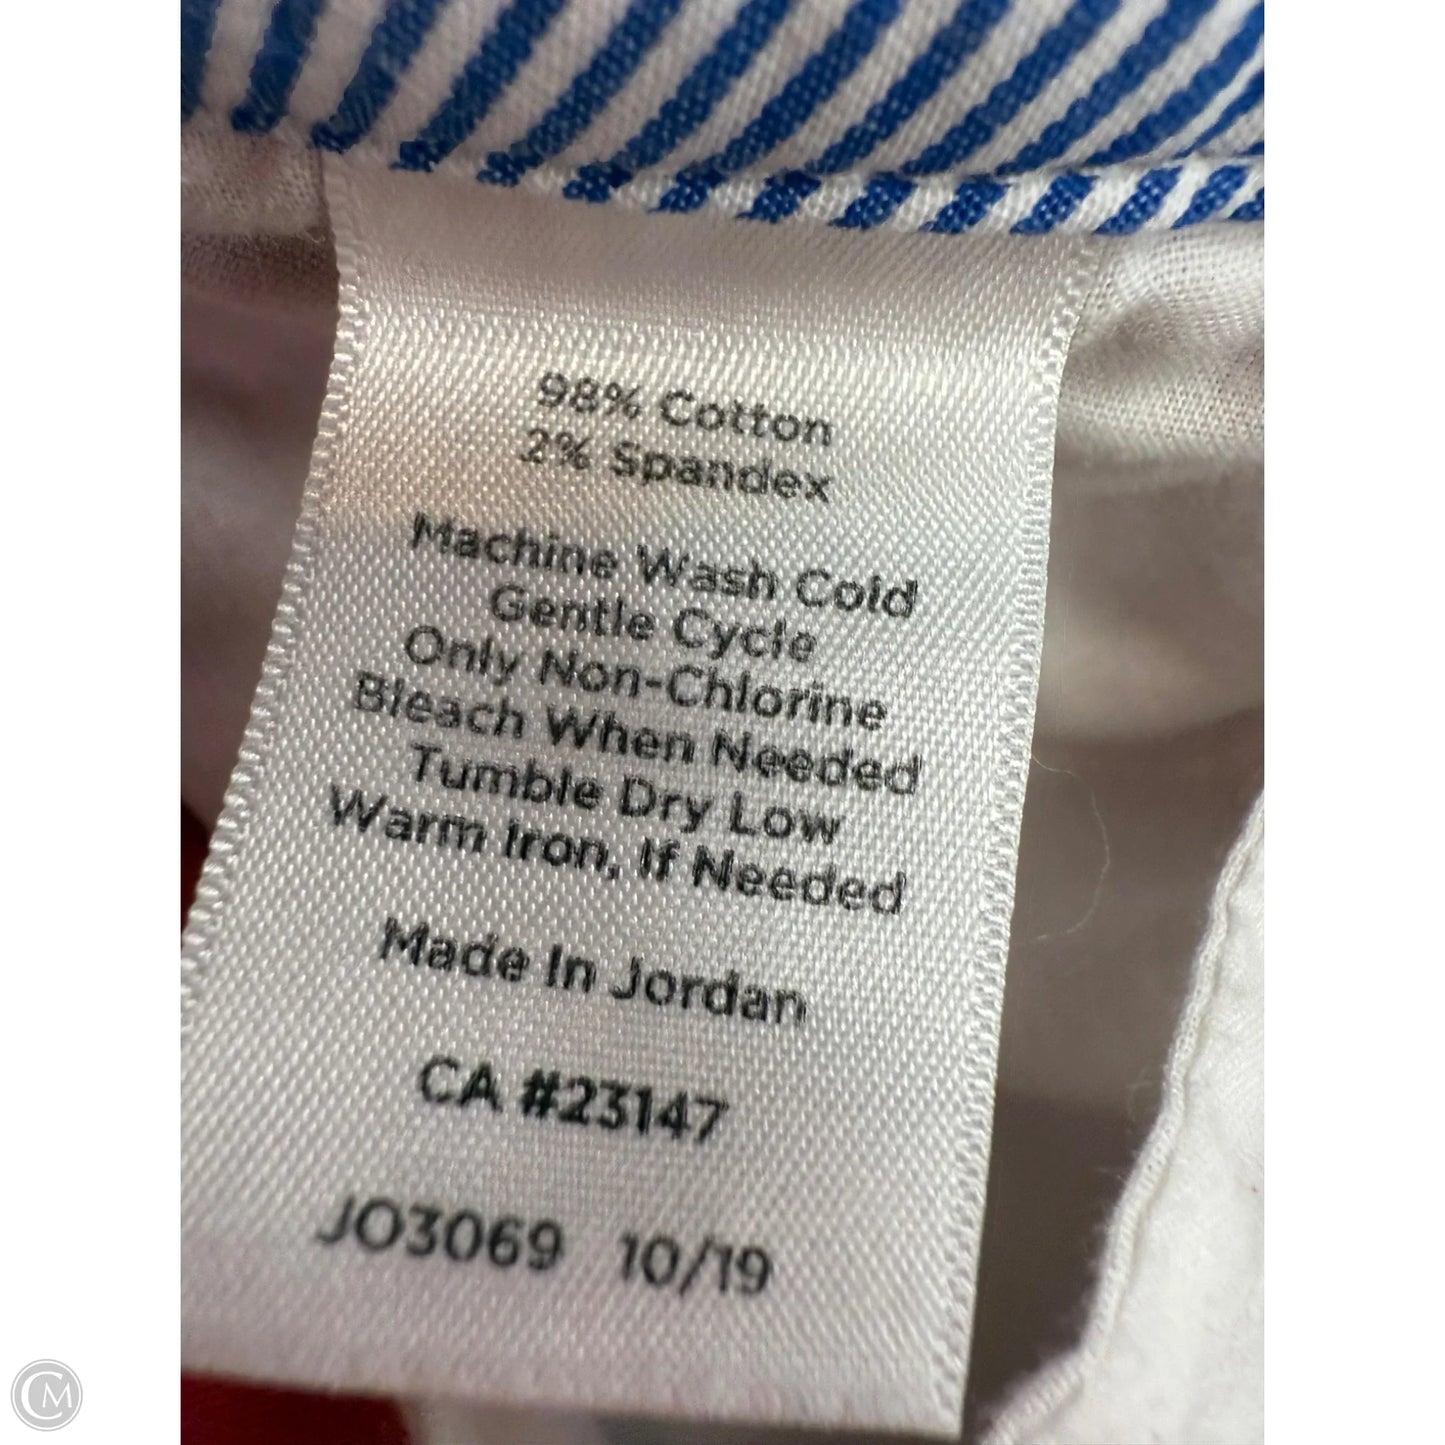 98% Cotton
2% Spandex
Machine Wash Cold
Gentle Cycle
Only Non-Chlorine
Bleach When Needed
Tumble Dry Low
Warm Iron, If Needed
Made In Jordan
CA #23147
JO3069 10/19
CM